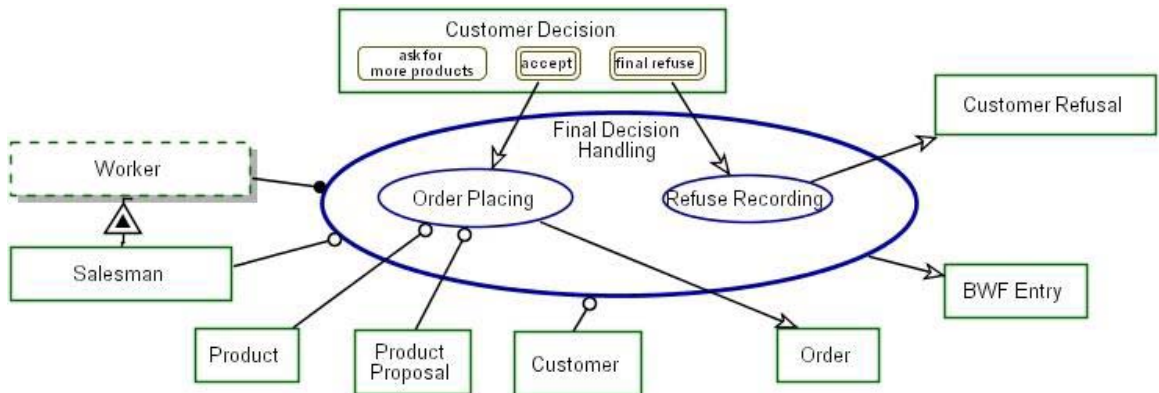 Customer Decision
ask for
more products
accept
final refuse
Customer Refusal
Final Decision
Handling
Worker
Order Placing
Refuse Recording
Salesman
BWF Entry
Product
Product
Proposal
Customer
Order